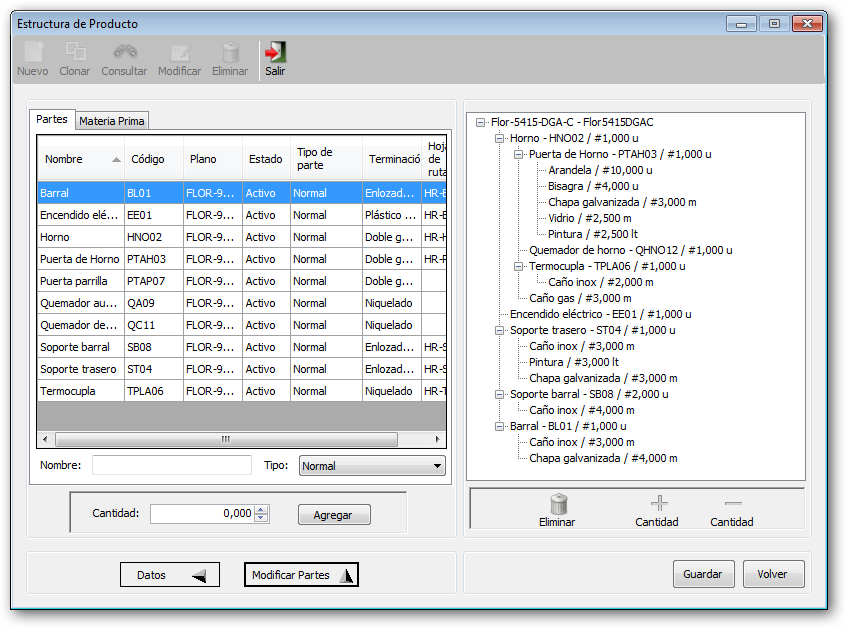 Estructura de Producto
Nuevo Clonar Consultar Modificar Eliminar Salir
Partes Materia Prima
Nombre Código Plano Estado Tipo de parte Terminació Hoja de ruta
Barral BL01 FLOR-9... Activo Normal Enlozad... HR-E
Encendido elé... EE01 FLOR-9... Activo Normal Plástico ... HR-E
Horno HNO02 FLOR-9... Activo Normal Doble g... HR-H
Puerta de Horno PTAH03 FLOR-9... Activo Normal Doble g... HR-P
Puerta parrilla PTAP07 FLOR-9... Activo Normal Doble g...
Quemador au... QA09 FLOR-9... Activo Normal Niquelado
Quemador de... QC11 FLOR-9... Activo Normal Niquelado
Soporte barral SB08 FLOR-9... Activo Normal Enlozad... HR-S
Soporte trasero ST04 FLOR-9... Activo Normal Enlozad... HR-S
Termocupla TPLA06 FLOR-9... Activo Normal Niquelado HR-T
Nombre: Tipo: Normal
Cantidad: 0,000 Agregar
Datos Modificar Partes
Flor-5415-DGA-C - Flor5415DGAC
Horno - HNO02 / #1,000 u
Puerta de Horno - PTAH03 / #1,000 u
Arandela / #10,000 u
Bisagra / #4,000 u
Chapa galvanizada / #3,000 m
Vidrio / #2,500 m
Pintura / #2,500 lt
Quemador de horno - QHNO12 / #1,000 u
Termocupla - TPLA06 / #1,000 u
Caño inox / #2,000 m
Caño gas / #3,000 m
Encendido eléctrico - EE01 / #1,000 u
Soporte trasero - ST04 / #1,000 u
Caño inox / #3,000 m
Pintura / #3,000 lt
Chapa galvanizada / #3,000 m
Soporte barral - SB08 / #2,000 u
Caño inox / #4,000 m
Barral - BL01 / #1,000 u
Caño inox / #3,000 m
Chapa galvanizada / #4,000 m
Eliminar Cantidad Cantidad
Guardar Volver